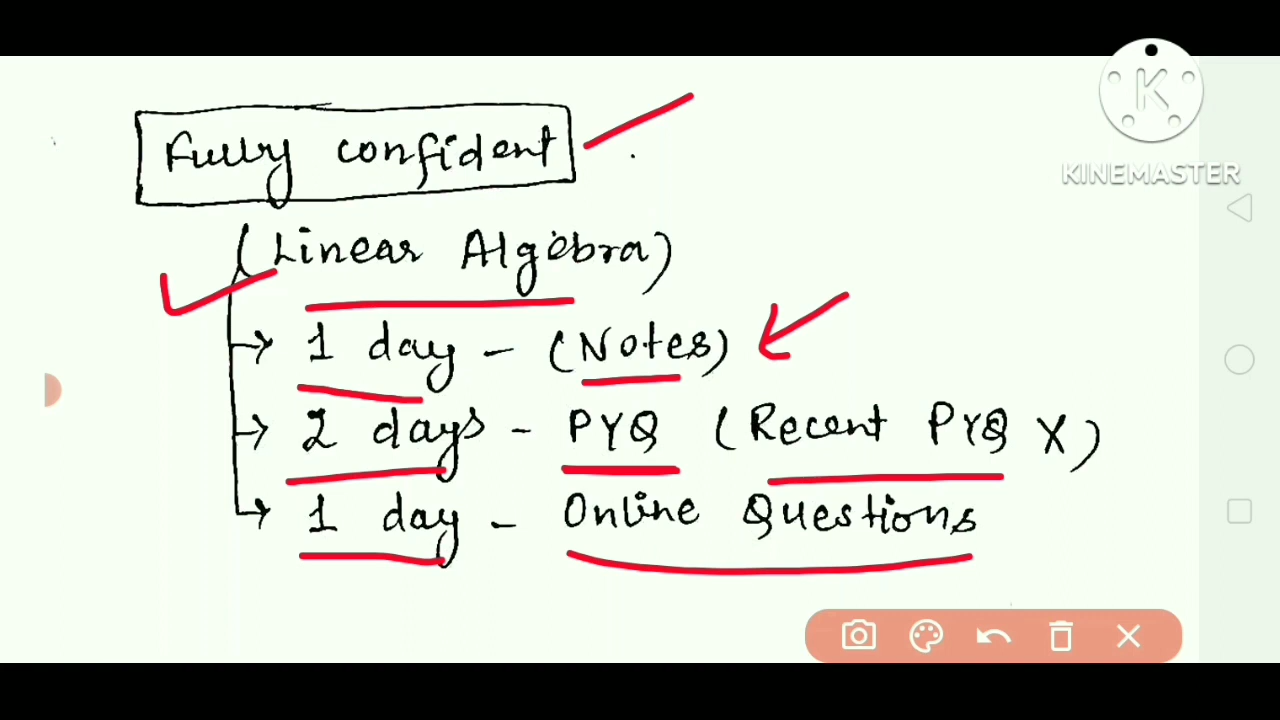 Fully confident
KINEMASTER
(Linear Algebra)
→ 1 day - (Notes)
→ 2 days - PYQ (Recent PYQ X)
→ 1 day - Online Questions